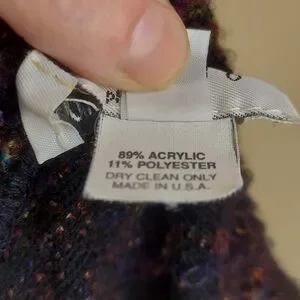 89% ACRYLIC
11% POLYESTER
DRY CLEAN ONLY
MADE IN U.S.A.